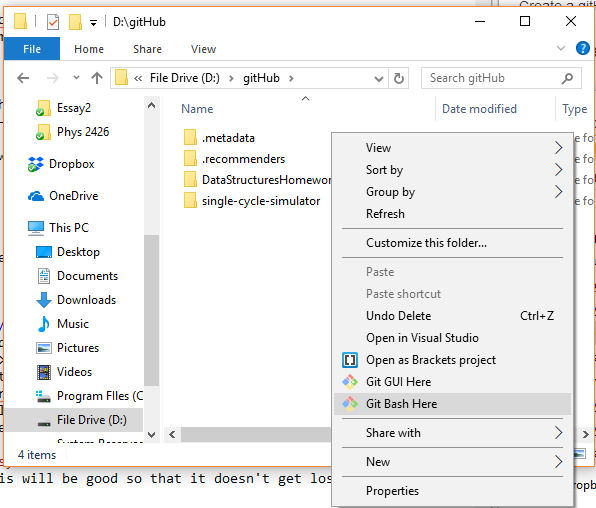 Create a gith
D:\gitHub
File
Home
Share
View
File Drive (D:)
gitHub
Search gitHub
Essay2
Phys 2426
Dropbox
OneDrive
This PC
Desktop
Documents
Downloads
Music
Pictures
Videos
Program FIles (C
File Drive (D:)
System Reserve
Name
Date modified
Type
.metadata
.recommenders
DataStructuresHomewor
single-cycle-simulator
View
Sort by
Group by
Refresh
Customize this folder...
Paste
Paste shortcut
Undo Delete Ctrl+Z
Open in Visual Studio
Open as Brackets project
Git GUI Here
Git Bash Here
Share with
New
Properties
e fo
e fo
e fo
e fo
4 items
is will be good so that it doesn't get los
ropb